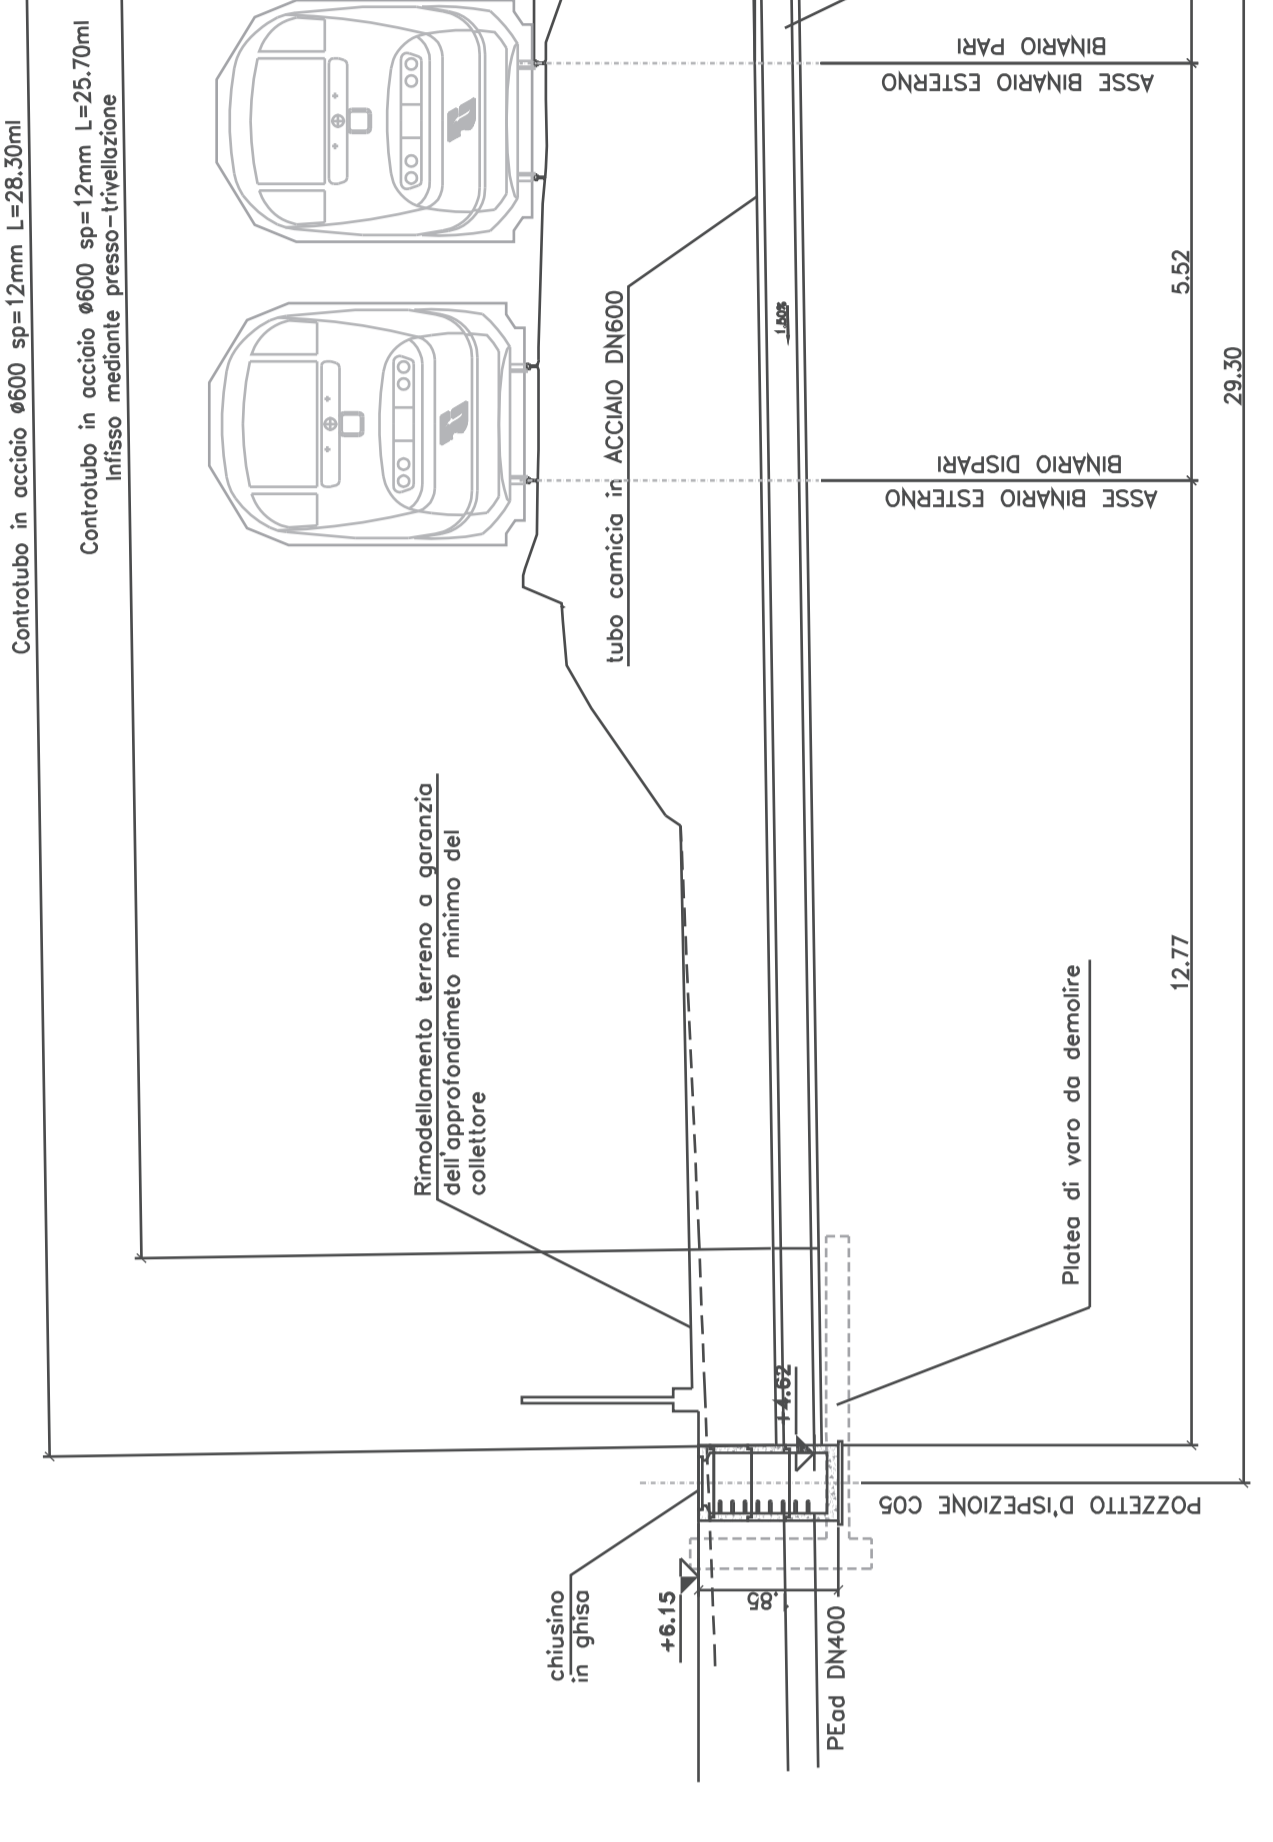 Controtubo in acciaio ø600 sp=12mm L=28.30ml
Controtubo in acciaio ø600 sp=12mm L=25.70ml
Infisso mediante presso-trivellazione
tubo camicia in ACCIAIO DN600
Rimodellamento terreno a garanzia
dell'approfondimeto minimo del
collettore
chiusino
in ghisa
+6.15
+4.62
PEad DN400
Platea di varo da demolire
1.50%
12.77
5.52
29.30
BINARIO PARI
ASSE BINARIO ESTERNO
BINARIO DISPARI
ASSE BINARIO ESTERNO
POZZETTO D'ISPEZIONE C05